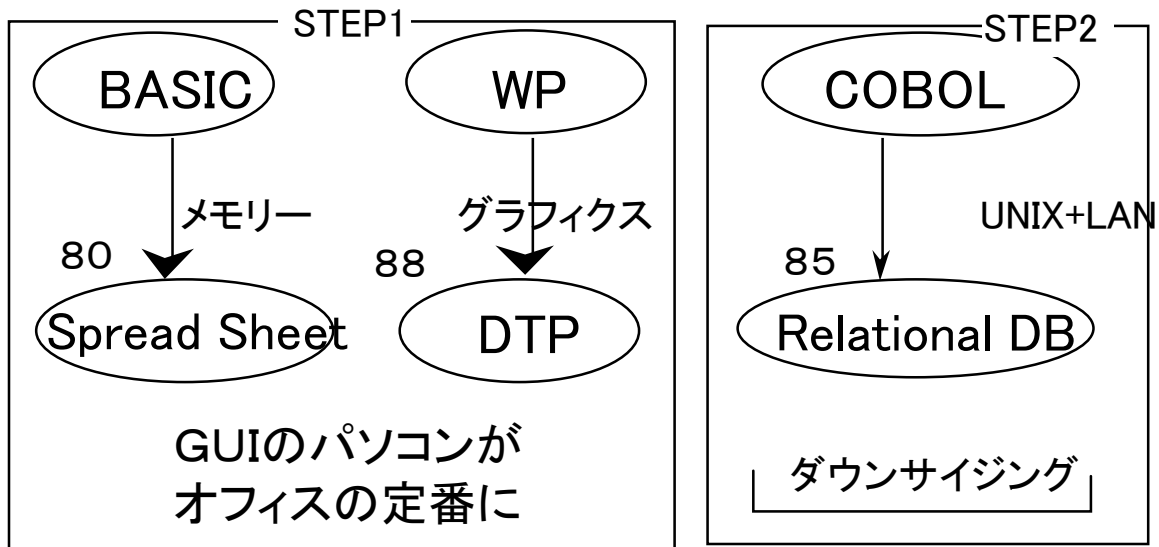 STEP1
BASIC
WP
メモリー
グラフィクス
80
88
Spread Sheet
DTP
GUIのパソコンが
オフィスの定番に
STEP2
COBOL
UNIX+LAN
85
Relational DB
ダウンサイジング